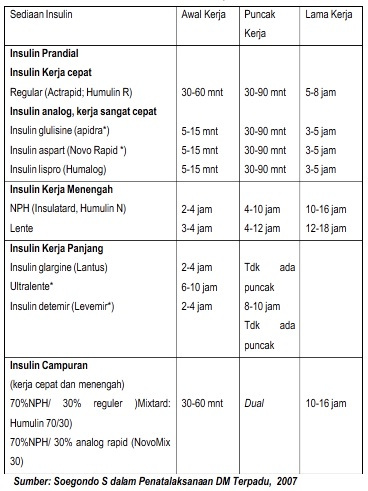 Sediaan Insulin Awal Kerja Puncak Kerja Lama Kerja
Insulin Prandial
Insulin Kerja cepat
Regular (Actrapid; Humulin R) 30-60 mnt 30-90 mnt 5-8 jam
Insulin analog, kerja sangat cepat
Insulin glulisine (apidra*) 5-15 mnt 30-90 mnt 3-5 jam
Insulin aspart (Novo Rapid *) 5-15 mnt 30-90 mnt 3-5 jam
Insulin lispro (Humalog) 5-15 mnt 30-90 mnt 3-5 jam
Insulin Kerja Menengah
NPH (Insulatard, Humulin N) 2-4 jam 4-10 jam 10-16 jam
Lente 3-4 jam 4-12 jam 12-18 jam
Insulin Kerja Panjang
Insulin glargine (Lantus) 2-4 jam Tdk ada
Ultralente* 6-10 jam puncak
Insulin detemir (Levemir*) 2-4 jam 8-10 jam
Tdk ada
puncak
Insulin Campuran
(kerja cepat dan menengah)
70%NPH/ 30% reguler )Mixtard: 30-60 mnt Dual 10-16 jam
Humulin 70/30)
70%NPH/ 30% analog rapid (NovoMix
30)
Sumber: Soegondo S dalam Penatalaksanaan DM Terpadu, 2007